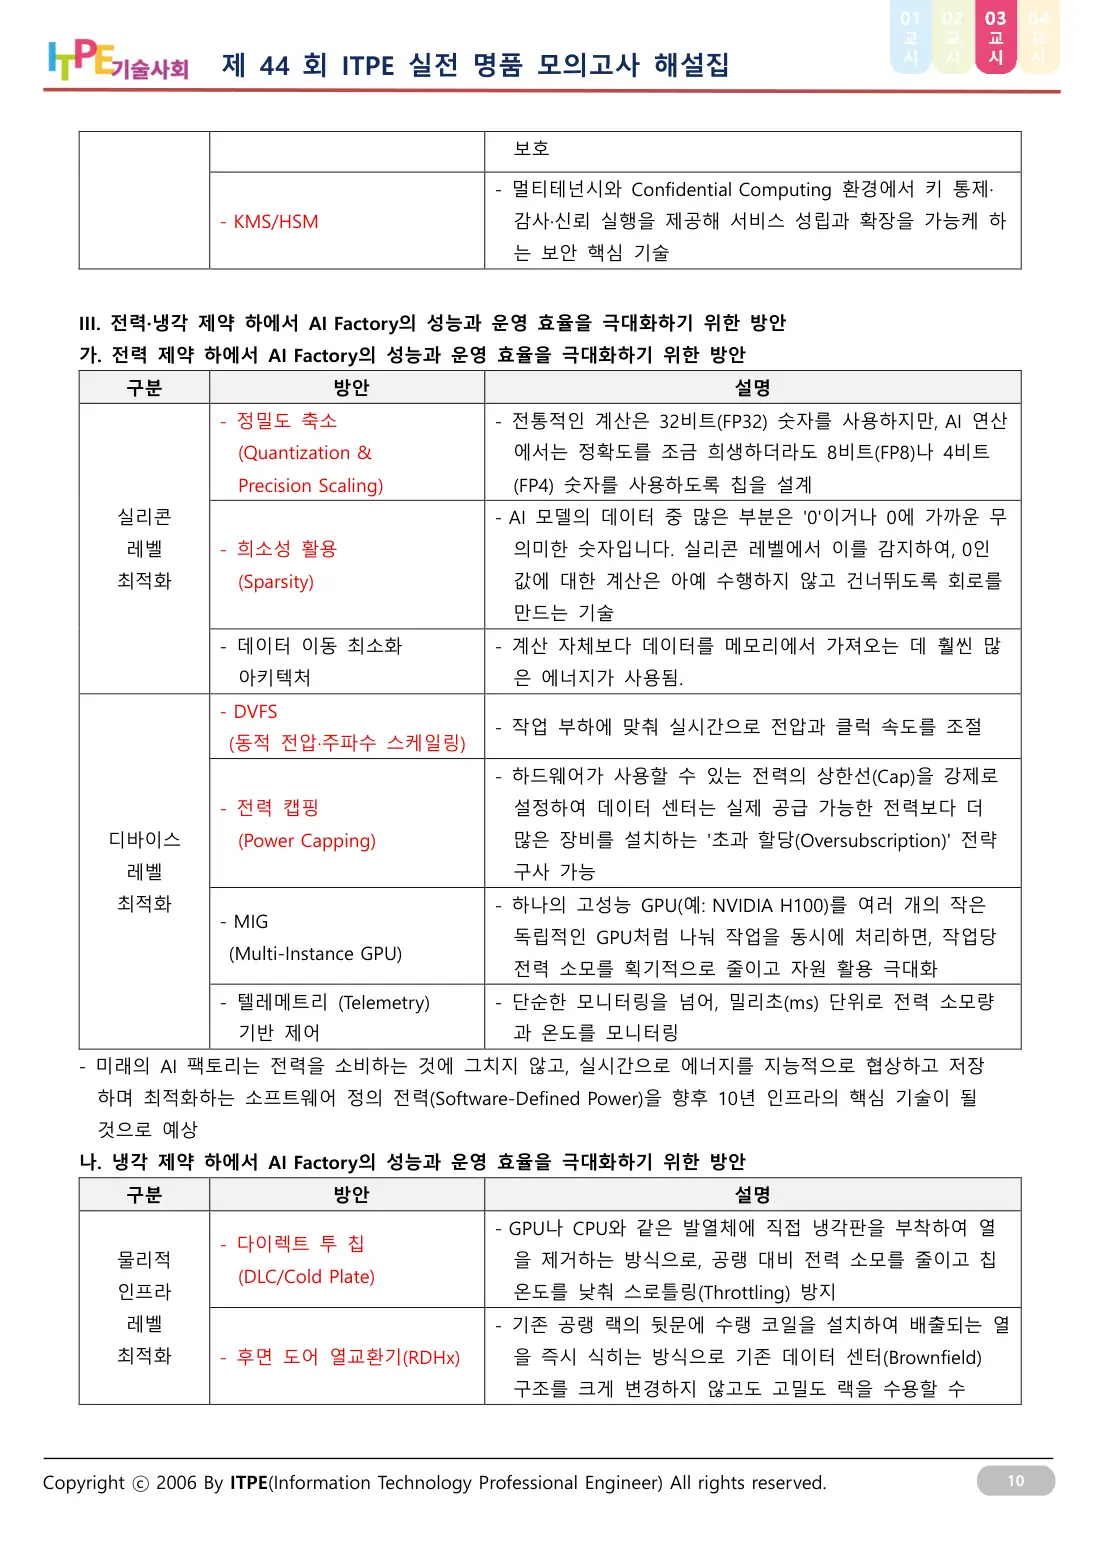 ITPE기술사회
제 44 회 ITPE 실전 명품 모의고사 해설집
01 교 시
02 교 시
03 교 시
04 교 시
보호
- KMS/HSM
- 멀티테넌시와 Confidential Computing 환경에서 키 통제·
감사·신뢰 실행을 제공해 서비스 성립과 확장을 가능케 하
는 보안 핵심 기술
III. 전력·냉각 제약 하에서 AI Factory의 성능과 운영 효율을 극대화하기 위한 방안
가. 전력 제약 하에서 AI Factory의 성능과 운영 효율을 극대화하기 위한 방안
구분 방안 설명
실리콘
레벨
최적화
- 정밀도 축소
(Quantization &
Precision Scaling)
- 전통적인 계산은 32비트(FP32) 숫자를 사용하지만, AI 연산
에서는 정확도를 조금 희생하더라도 8비트(FP8)나 4비트
(FP4) 숫자를 사용하도록 칩을 설계
- 희소성 활용
(Sparsity)
- AI 모델의 데이터 중 많은 부분은 '0'이거나 0에 가까운 무
의미한 숫자입니다. 실리콘 레벨에서 이를 감지하여, 0인
값에 대한 계산은 아예 수행하지 않고 건너뛰도록 회로를
만드는 기술
- 데이터 이동 최소화
아키텍처
- 계산 자체보다 데이터를 메모리에서 가져오는 데 훨씬 많
은 에너지가 사용됨.
디바이스
레벨
최적화
- DVFS
(동적 전압·주파수 스케일링)
- 작업 부하에 맞춰 실시간으로 전압과 클럭 속도를 조절
- 전력 캡핑
(Power Capping)
- 하드웨어가 사용할 수 있는 전력의 상한선(Cap)을 강제로
설정하여 데이터 센터는 실제 공급 가능한 전력보다 더
많은 장비를 설치하는 '초과 할당(Oversubscription)' 전략
구사 가능
- MIG
(Multi-Instance GPU)
- 하나의 고성능 GPU(예: NVIDIA H100)를 여러 개의 작은
독립적인 GPU처럼 나눠 작업을 동시에 처리하면, 작업당
전력 소모를 획기적으로 줄이고 자원 활용 극대화
- 텔레메트리 (Telemetry)
기반 제어
- 단순한 모니터링을 넘어, 밀리초(ms) 단위로 전력 소모량
과 온도를 모니터링
- 미래의 AI 팩토리는 전력을 소비하는 것에 그치지 않고, 실시간으로 에너지를 지능적으로 협상하고 저장
하며 최적화하는 소프트웨어 정의 전력(Software-Defined Power)을 향후 10년 인프라의 핵심 기술이 될
것으로 예상
나. 냉각 제약 하에서 AI Factory의 성능과 운영 효율을 극대화하기 위한 방안
구분 방안 설명
물리적
인프라
레벨
최적화
- 다이렉트 투 칩
(DLC/Cold Plate)
- GPU나 CPU와 같은 발열체에 직접 냉각판을 부착하여 열
을 제거하는 방식으로, 공랭 대비 전력 소모를 줄이고 칩
온도를 낮춰 스로틀링(Throttling) 방지
- 후면 도어 열교환기(RDHx)
- 기존 공랭 랙의 뒷문에 수랭 코일을 설치하여 배출되는 열
을 즉시 식히는 방식으로 기존 데이터 센터(Brownfield)
구조를 크게 변경하지 않고도 고밀도 랙을 수용할 수
Copyright ⓒ 2006 By ITPE(Information Technology Professional Engineer) All rights reserved.
10